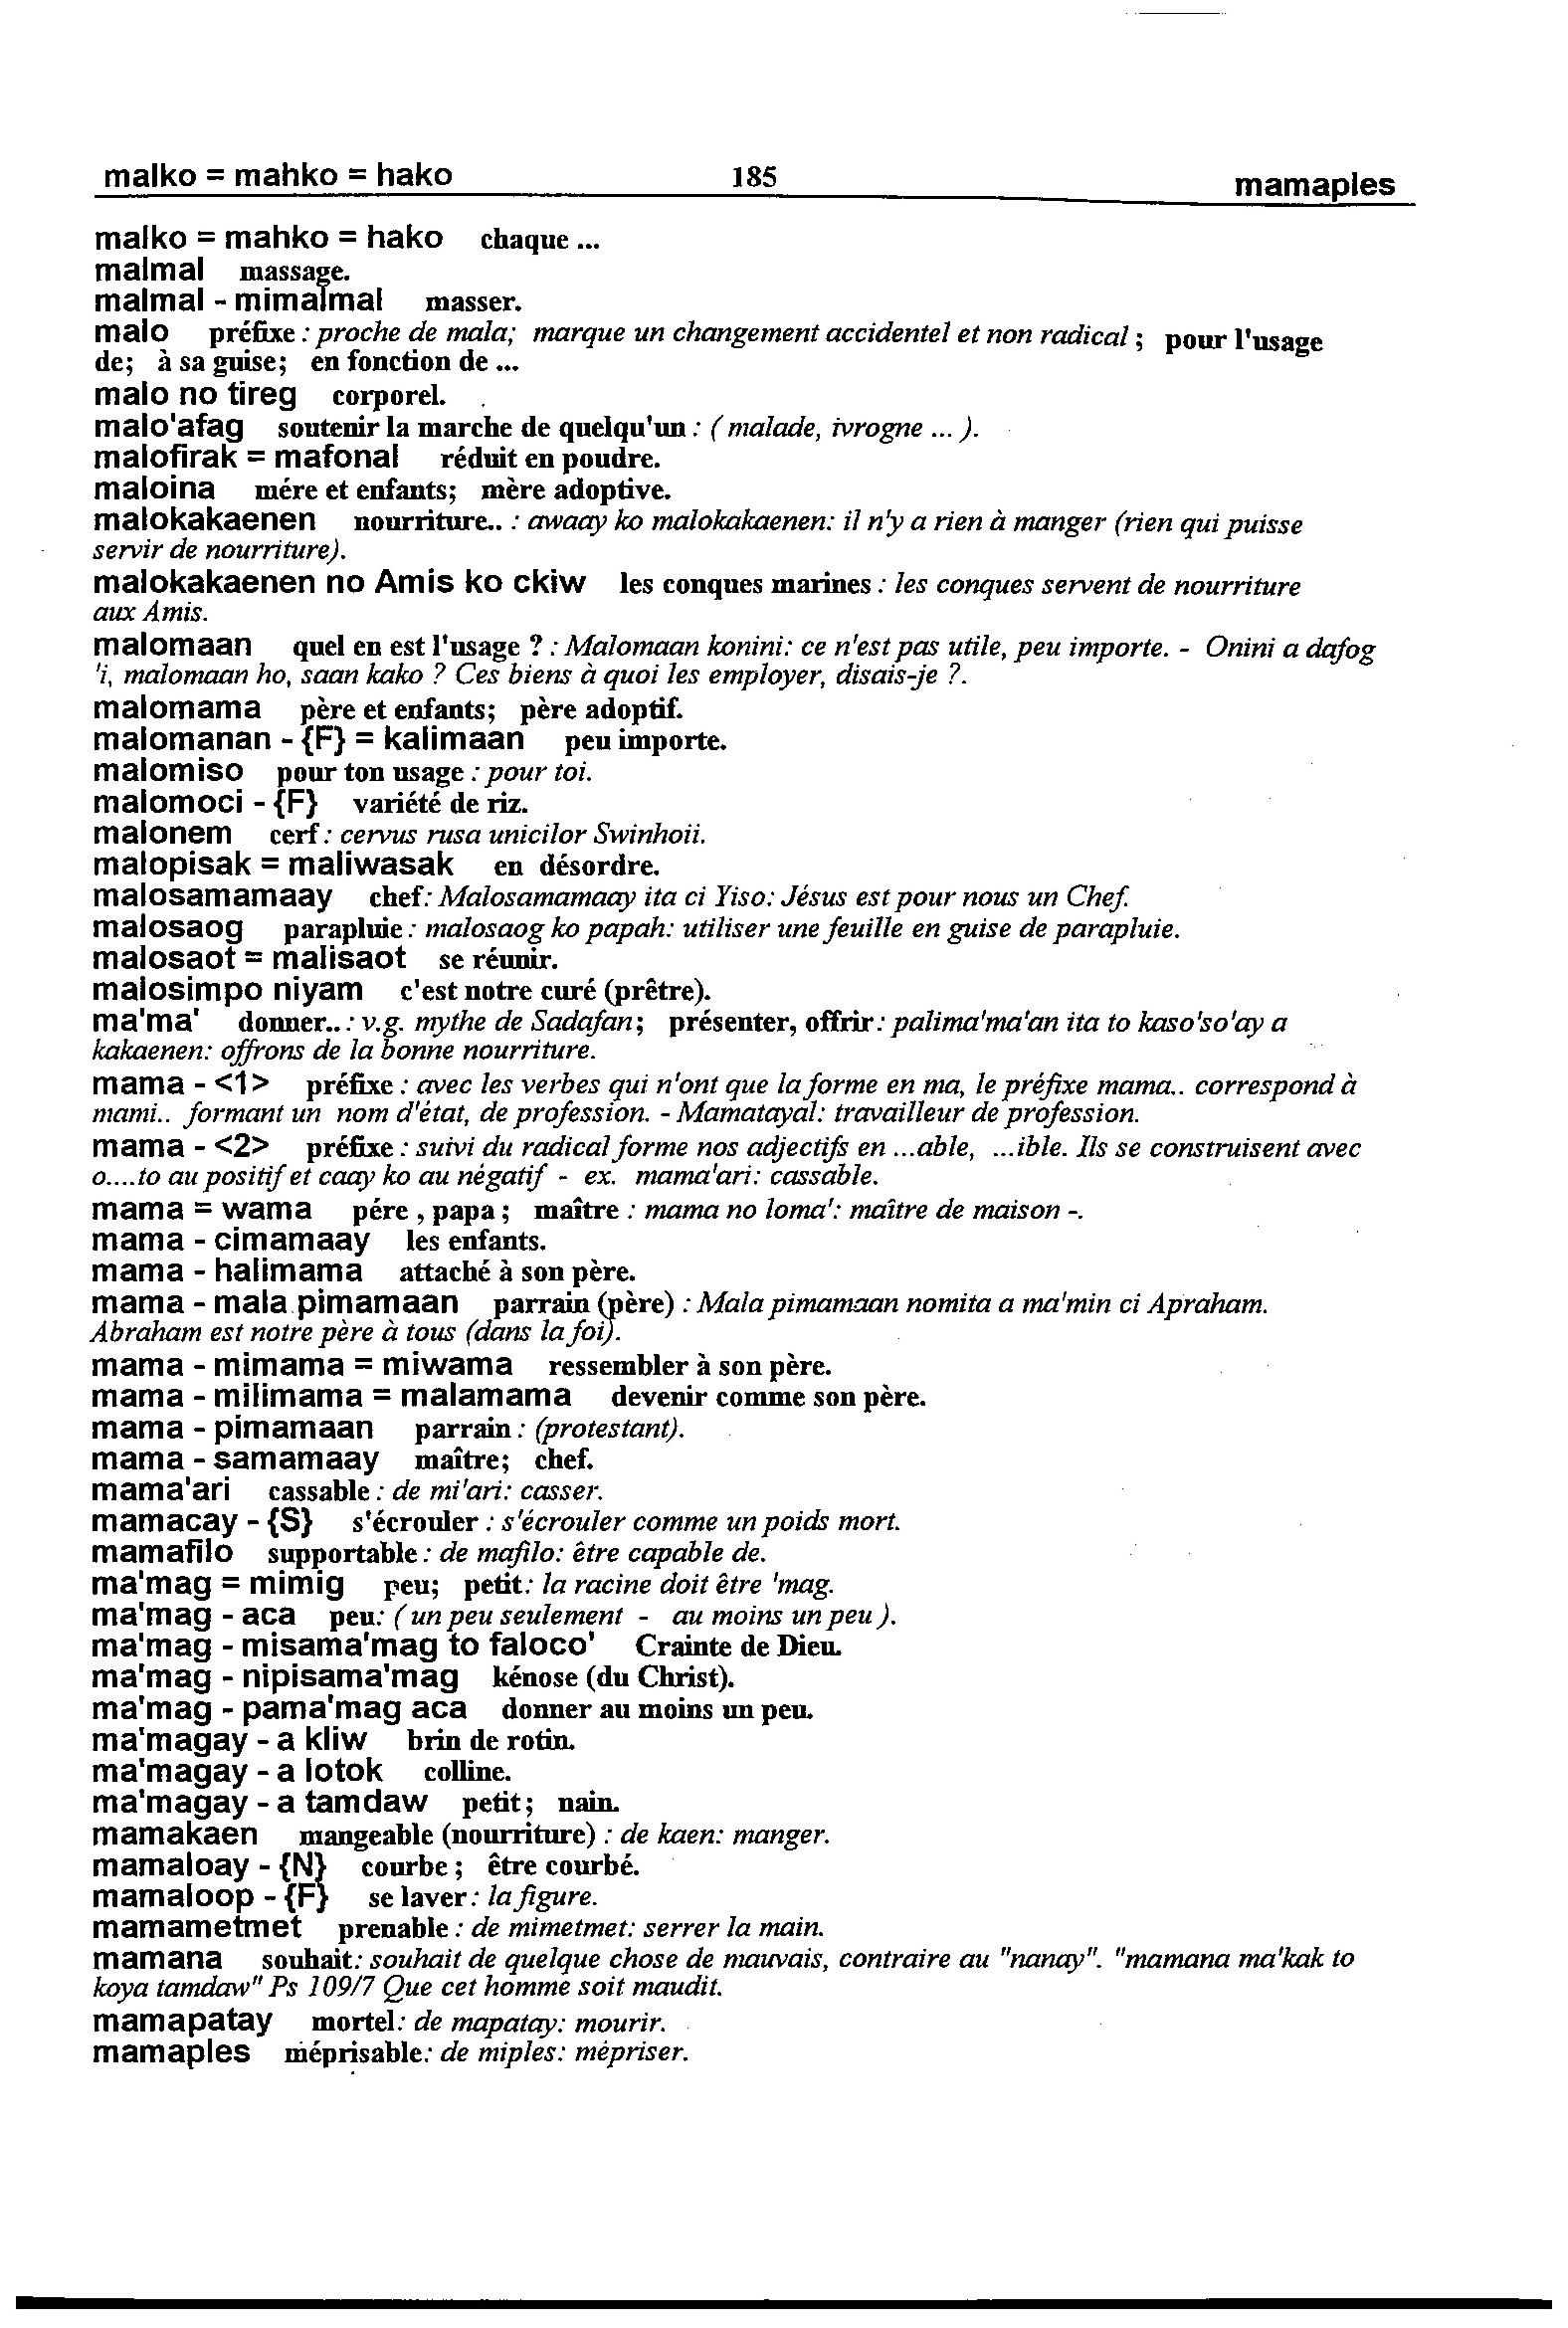 malko = mahko = hako 185 mamaples
malko = mahko = hako chaque ...
malmal massage.
malmal - mimalmal masser.
malo préfixe : proche de mala; marque un changement accidentel et non radical ; pour l'usage
de; à sa guise; en fonction de ...
malo no tireg corporel.
malo'afag soutenir la marche de quelqu'un : ( malade, ivrogne ... ).
malofirak = mafonal réduit en poudre.
maloina mére et enfants; mère adoptive.
malokakaenen nourriture.. : awaay ko malokakaenen: il n'y a rien à manger (rien qui puisse
servir de nourriture).
malokakaenen no Amis ko ckiw les conques marines : les conques servent de nourriture
aux Amis.
malomaan quel en est l'usage ? : Malomaan konini: ce n'est pas utile, peu importe. - Onini a dafog
'i, malomaan ho, saan kako ? Ces biens à quoi les employer, disais-je ?.
malomama père et enfants; père adoptif.
malomanan - {F} = kalimaan peu importe.
malomiso pour ton usage : pour toi.
malomoci - {F} variété de riz.
malonem cerf : cervus rusa unicilor Swinhoii.
malopisak = maliwasak en désordre.
malosamamaay chef : Malosamamaay ita ci Yiso: Jésus est pour nous un Chef.
malosaog parapluie : malosaog ko papah: utiliser une feuille en guise de parapluie.
malosaot = malisaot se réunir.
malosimpo niyam c'est notre curé (prêtre).
ma'ma' donner.. : v.g. mythe de Sadafan; présenter, offrir : palima'ma'an ita to kaso'so'ay a
kakaenen: offrons de la bonne nourriture.
mama - <1> préfixe : avec les verbes qui n'ont que la forme en ma, le préfixe mama.. correspond à
mami.. formant un nom d'état, de profession. - Mamatayal: travailleur de profession.
mama - <2> préfixe : suivi du radical forme nos adjectifs en ...able, ...ible. Ils se construisent avec
o....to au positif et caay ko au négatif - ex. mama'ari: cassable.
mama = wama pére , papa ; maître : mama no loma': maître de maison -.
mama - cimamaay les enfants.
mama - halimama attaché à son père.
mama - mala pimamaan parrain (père) : Mala pimamaan nomita a ma'min ci Apraham.
Abraham est notre père à tous (dans la foi).
mama - mimama = miwama ressembler à son père.
mama - milimama = malamama devenir comme son père.
mama - pimamaan parrain : (protestant).
mama - samamaay maître; chef.
mama'ari cassable : de mi'ari: casser.
mamacay - {S} s'écrouler : s'écrouler comme un poids mort.
mamafilo supportable : de mafilo: être capable de.
ma'mag = mimig peu; petit : la racine doit être 'mag.
ma'mag - aca peu: ( un peu seulement - au moins un peu ).
ma'mag - misama'mag to faloco' Crainte de Dieu.
ma'mag - nipisama'mag kénose (du Christ).
ma'mag - pama'mag aca donner au moins un peu.
ma'magay - a kliw brin de rotin.
ma'magay - a lotok colline.
ma'magay - a tamdaw petit; nain.
mamakaen mangeable (nourriture) : de kaen: manger.
mamaloay - {N} courbe ; être courbé.
mamaloop - {F} se laver : la figure.
mamametmet prenable : de mimetmet: serrer la main.
mamana souhait: souhait de quelque chose de mauvais, contraire au "nanay". "mamana ma'kak to
koya tamdaw" Ps 109/7 Que cet homme soit maudit.
mamapatay mortel : de mapatay: mourir.
mamaples méprisable: de miples: mépriser.